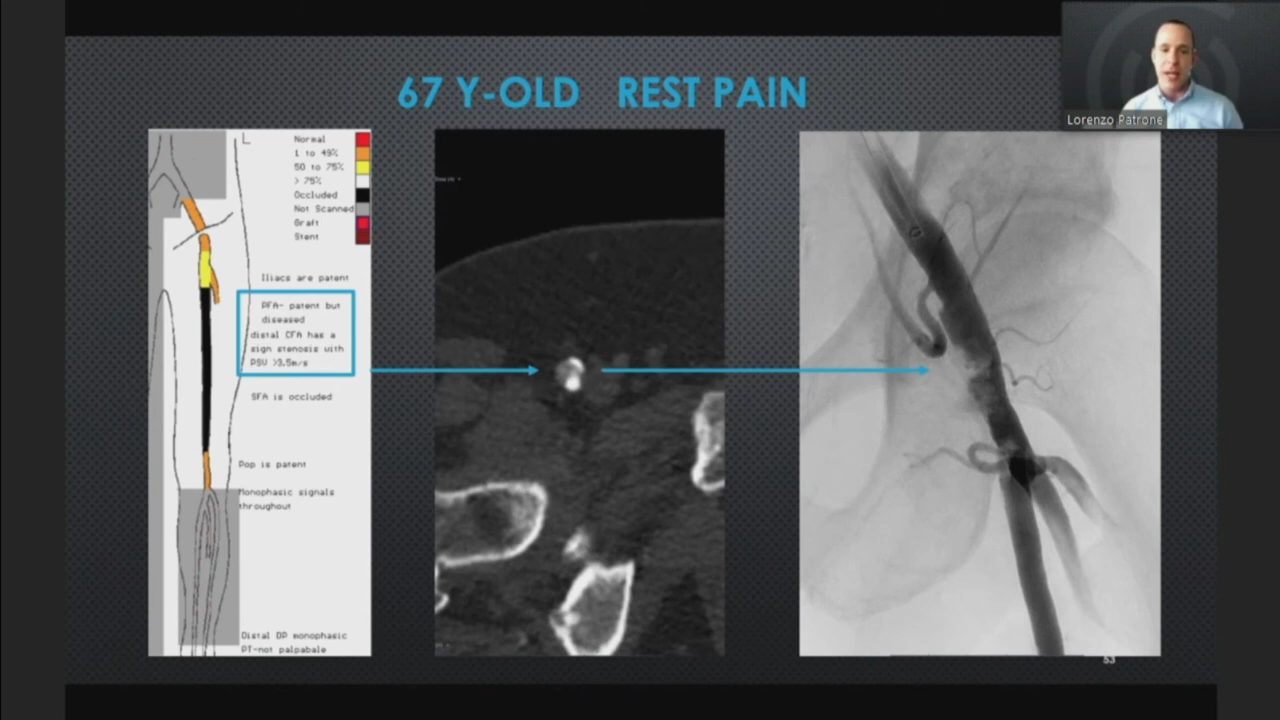 67 Y-OLD REST PAIN
Lorenzo Patrone
L
Normal
1 to 49%
50 to 75%
> 75%
Occluded
Not Scanned
Graft
Stent
Iliacs are patent
PFA- patent but
diseased
distal CFA has a
sign stenosis with
PSV >3.5m/s
SFA is occluded
Pop is patent
Monophasic signals
throughout
Distal DP monophasic
PT-not palpabale
53